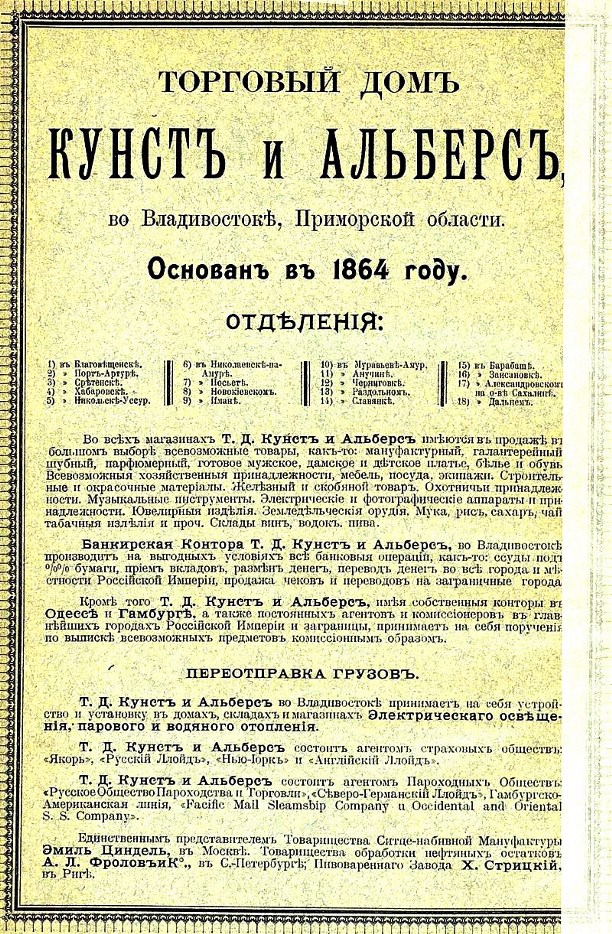 ТОРГОВЫЙ ДОМЪ
КУНСТЪ и АЛЬБЕРСЪ,
во Владивостокѣ, Приморской области.
Основанъ въ 1864 году.
ОТДѢЛЕНІЯ:
1) въ Благовѣщенскѣ.
2) » Портъ-Артурѣ.
3) » Срѣтенскѣ.
4) » Хабаровскѣ.
5) » Никольскѣ-Уссур.
6) въ Николаевскѣ-на-
Амурѣ.
7) » Посьетѣ.
8) » Новокіевскомъ.
9) » Иманѣ.
10) въ Муравьевѣ-Амур.
11) » Анучинѣ.
12) » Черниговкѣ.
13) » Раздольномъ.
14) » Славянкѣ.
15) въ Барабашѣ.
16) » Заисановкѣ.
17) » Александровскомъ
на о-вѣ Сахалинѣ.
18) » Дальнемъ.
Во всѣхъ магазинахъ Т. Д. Кунстъ и Альберсъ имѣются въ продажѣ въ
большомъ выборѣ всевозможные товары, какъ-то: мануфактурный, галантерейный
шубный, парфюмерный, готовое мужское, дамское и дѣтское платье, бѣлье и обувь
Всевозможныя хозяйственныя принадлежности, мебель, посуда, экипажи. Строитель-
ные и окрасочные матеріалы. Желѣзный и скобяной товаръ. Охотничьи принадлеж-
ности. Музыкальные инструменты. Электрическіе и фотографическіе аппараты и при-
надлежности. Ювелирныя издѣлія. Земледѣльческія орудія. Мука, рисъ, сахаръ, чай
табачныя издѣлія и проч. Склады винъ, водокъ, пива.
Банкирская Контора Т. Д. Кунстъ и Альберсъ, во Владивостокѣ
производитъ на выгодныхъ условіяхъ всѣ банковыя операціи, какъ-то: ссуды подъ
%% бумаги, пріемъ вкладовъ, размѣнъ денегъ, переводъ денегъ во всѣ города и мѣ-
стности Россійской Имперіи, продажа чековъ и переводовъ на заграничные города
Кромѣ того Т. Д. Кунстъ и Альберсъ, имѣя собственныя конторы въ
Одессѣ и Гамбургѣ, а также постоянныхъ агентовъ и комиссіонеровъ въ глав-
нѣйшихъ городахъ Россійской Имперіи и заграницы, принимаетъ на себя порученія
по выпискѣ всевозможныхъ предметовъ комиссіоннымъ образомъ.
ПЕРЕОТПРАВКА ГРУЗОВЪ.
Т. Д. Кунстъ и Альберсъ во Владивостокѣ принимаетъ на себя устрой-
ство и установку въ домахъ, складахъ и магазинахъ Электрическаго освѣще-
нія, парового и водяного отопленія.
Т. Д. Кунстъ и Альберсъ состоитъ агентомъ страховыхъ обществъ:
«Якорь», «Русскій Ллойдъ», «Нью-Іоркъ» и «Англійскій Ллойдъ».
Т. Д. Кунстъ и Альберсъ состоитъ агентомъ Пароходныхъ Обществъ:
«Русское Общество Пароходства и Торговли», «Сѣверо-Германскій Ллойдъ», Гамбургско-
Американская линія, «Facific Mail Sleamsbip Company и Occidental and Oriental
S. S. Company».
Единственнымъ представителемъ Товарищества Ситце-набивной Мануфактуры
Эмиль Циндель, въ Москвѣ. Товарищества обработки нефтяныхъ остатковъ
А. Л. Фроловъ и К°., въ С.-Петербургѣ; Пивовареннаго Завода Х. Стрицкій,
въ Ригѣ.